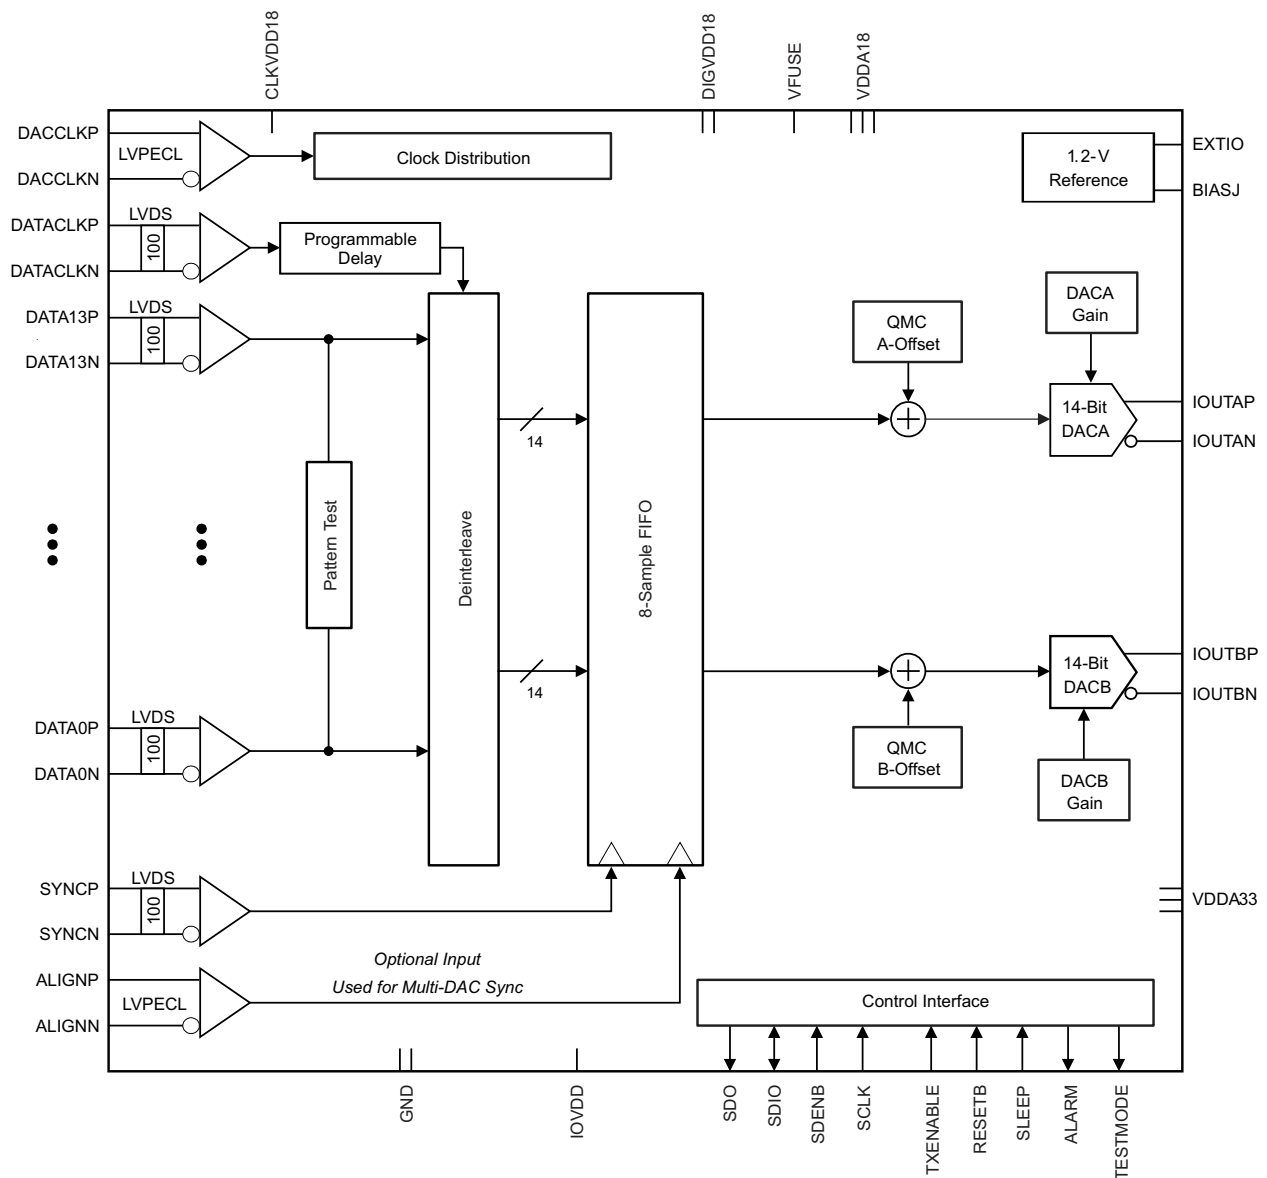 CLKVDD18
DIGVDD18
VFUSE
VDDA18
DACCLKP
LVPECL
DACCLKN
Clock Distribution
1.2-V
Reference
EXTIO
BIASJ
DATACLKP
LVDS
100
DATACLKN
Programmable
Delay
DATA13P
LVDS
100
DATA13N
QMC
A-Offset
DACA
Gain
14-Bit
DACA
IOUTAP
IOUTAN
14
Pattern Test
Deinterleave
8-Sample FIFO
14
14-Bit
DACB
IOUTBP
IOUTBN
DATA0P
LVDS
100
DATA0N
QMC
B-Offset
DACB
Gain
SYNCP
LVDS
100
SYNCN
VDDA33
ALIGNP
LVPECL
ALIGNN
Optional Input
Used for Multi-DAC Sync
Control Interface
GND
IOVDD
SDO
SDIO
SDENB
SCLK
TXENABLE
RESETB
SLEEP
ALARM
TESTMODE